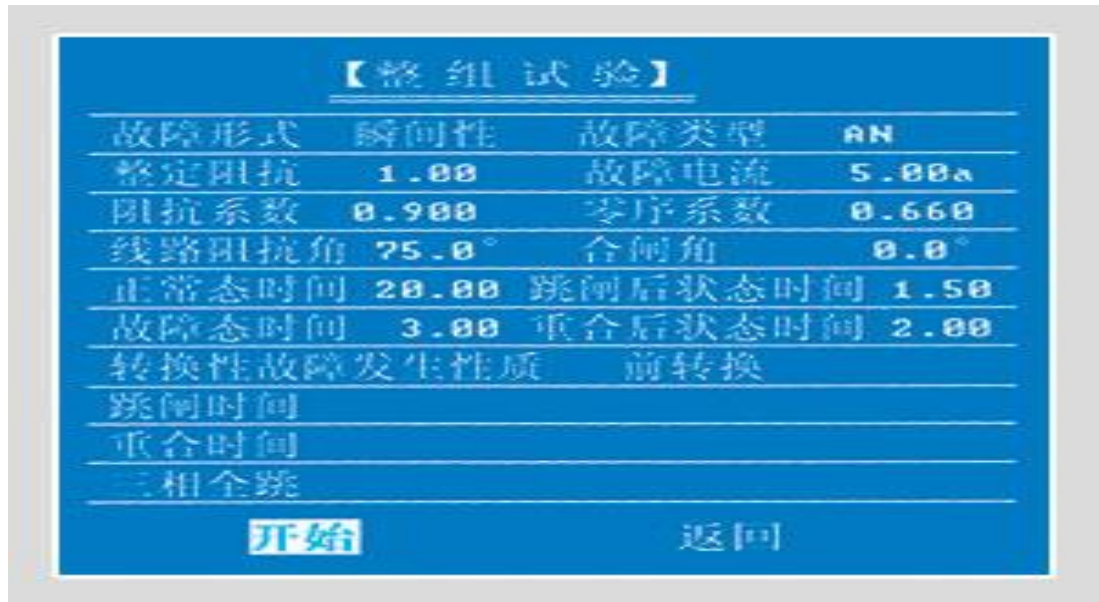 【整 组 试 验】
故障形式 瞬间性 故障类型 AN
整定阻抗 1.00 故障电流 5.00a
阻抗系数 0.900 零序系数 0.660
线路阻抗角 75.0° 合闸角 0.0°
正常态时间 20.00 跳闸后状态时间 1.50
故障态时间 3.00 重合后状态时间 2.00
转换性故障发生性质 前转换
跳闸时间
重合时间
三相全跳
开始 返回